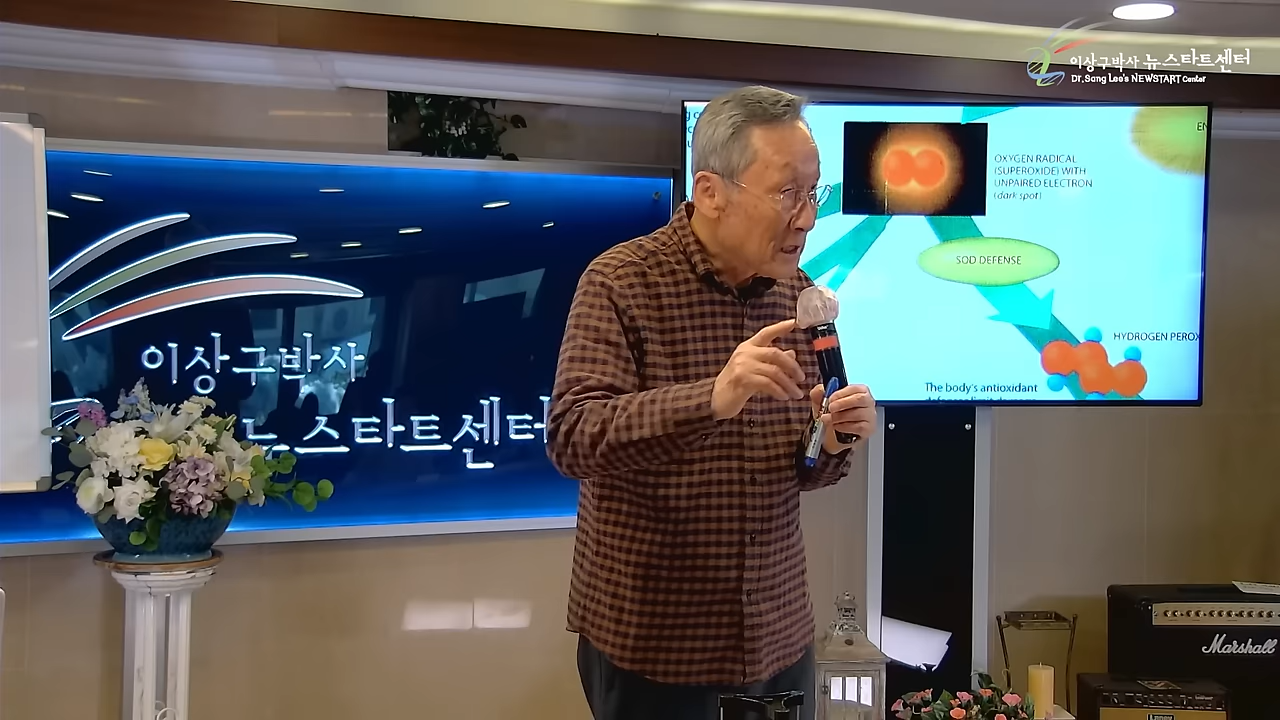 이상구박사 뉴스타트센터
Dr. Sang Lee's NEWSTART Center
이상구박사
뉴스타트센터
OXYGEN RADICAL
(SUPEROXIDE) WITH
UNPAIRED ELECTRON
(dark spot)
SOD DEFENSE
HYDROGEN PEROX
The body's antioxidant
Marshall